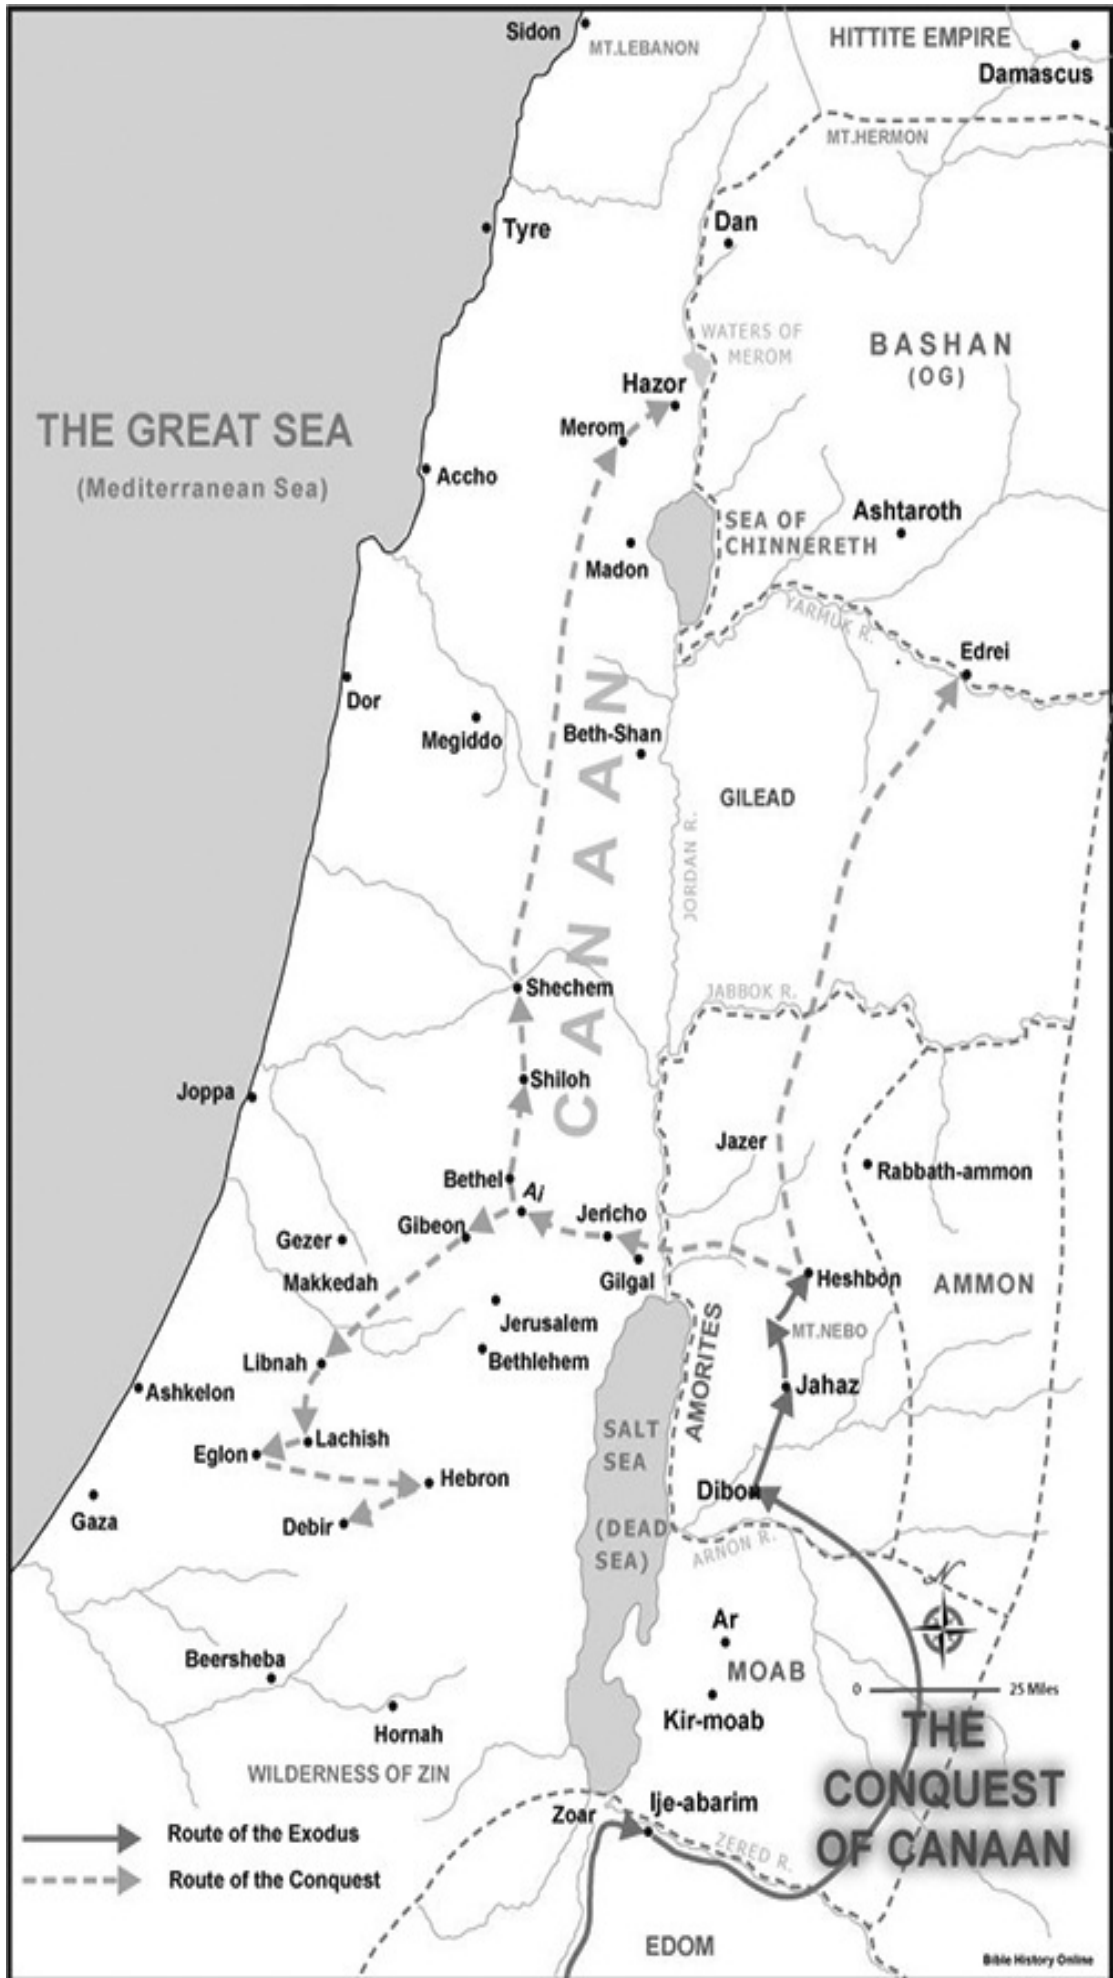 Sidon
MT.LEBANON
HITTITE EMPIRE
Damascus
MT.HERMON
Tyre
Dan
WATERS OF
MEROM
BASHAN
(OG)
Hazor
THE GREAT SEA
(Mediterranean Sea)
Merom
Accho
SEA OF
CHINNERETH
Ashtaroth
Madon
YARMUK R.
Edrei
Dor
Megiddo
Beth-Shan
GILEAD
CANAAN
JORDAN R.
Shechem
JABBOK R.
Shiloh
Joppa
Jazer
Rabbath-ammon
Bethel
Ai
Gibeon
Jericho
Gezer
Makkedah
Gilgal
Heshbon
AMMON
Jerusalem
MT.NEBO
Bethlehem
Libnah
AMORITES
Ashkelon
Jahaz
Lachish
Eglon
SALT
SEA
Hebron
Dibon
Gaza
Debir
(DEAD
SEA)
ARNON R.
N
Ar
MOAB
Beersheba
0 25 Miles
Hornah
Kir-moab
WILDERNESS OF ZIN
THE
CONQUEST
OF CANAAN
Zoar
Ije-abarim
Route of the Exodus
ZERED R.
Route of the Conquest
EDOM
Bible History Online